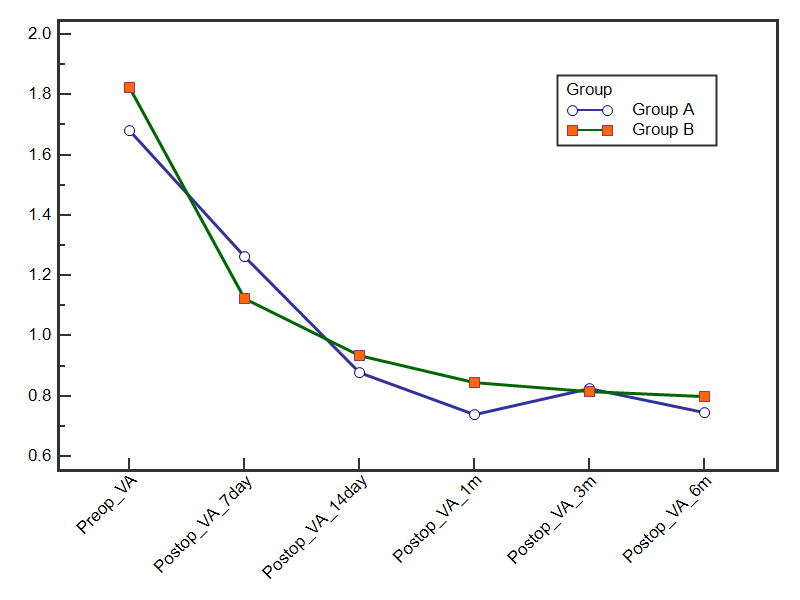 2.0
1.8
1.6
1.4
1.2
1.0
0.8
0.6
Group
Group A
Group B
Preop_VA
Postop_VA_7day
Postop_VA_14day
Postop_VA_1m
Postop_VA_3m
Postop_VA_6m